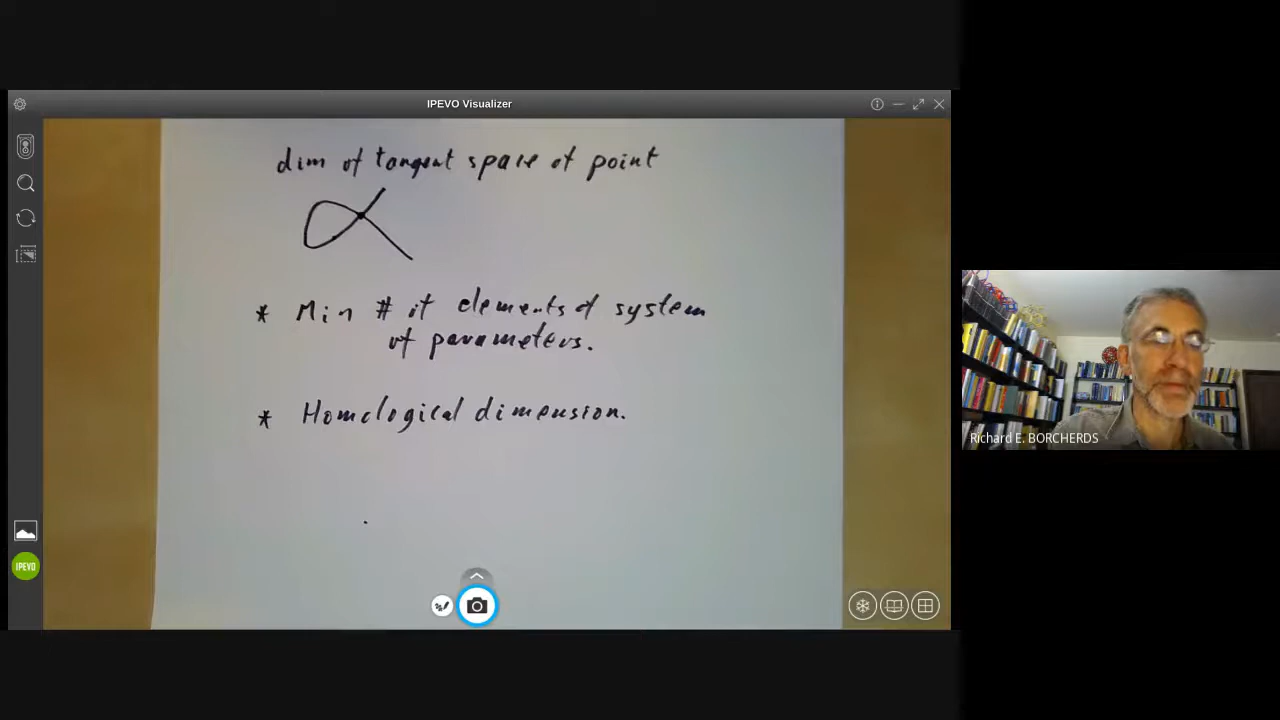 IPEVO Visualizer
dim of tangent space of point
* Min # of elements of system
of parameters.
* Homological dimension.
Richard E. BORCHERDS
IPEVO